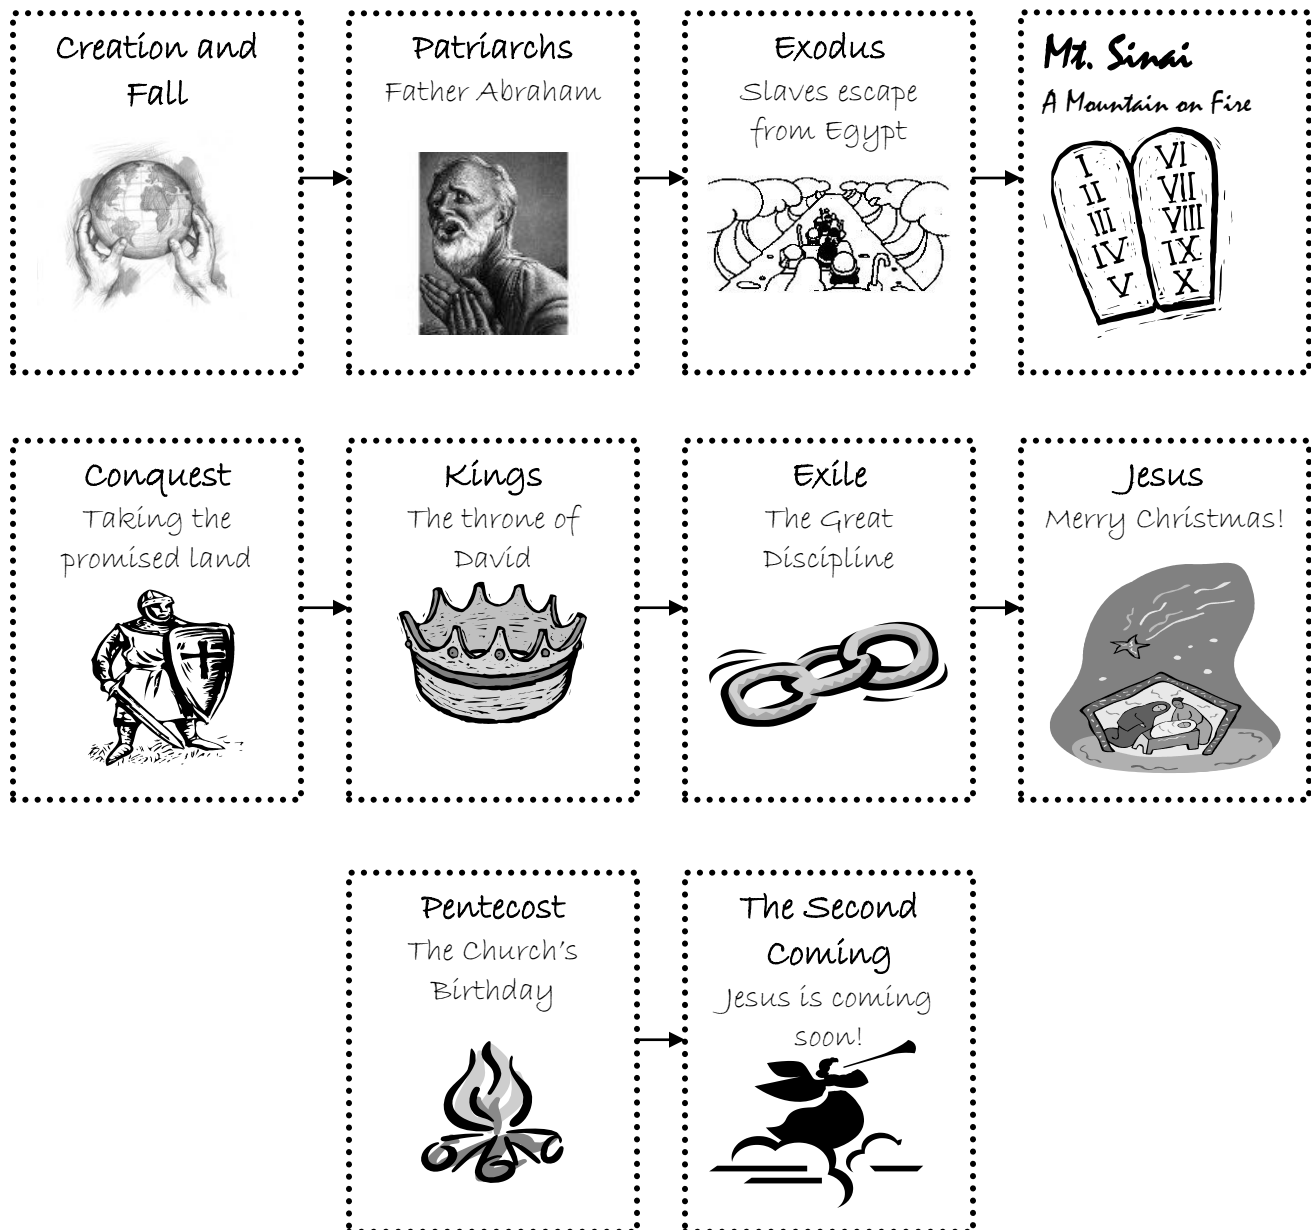 Creation and
Fall
Patriarchs
Father Abraham
Exodus
Slaves escape
from Egypt
Mt. Sinai
A Mountain on Fire
I
II
III
IV
V
VI
VII
VIII
IX
X
Conquest
Taking the
promised land
Kings
The throne of
David
Exile
The Great
Discipline
Jesus
Merry Christmas!
Pentecost
The Church's
Birthday
The Second
Coming
Jesus is coming
soon!